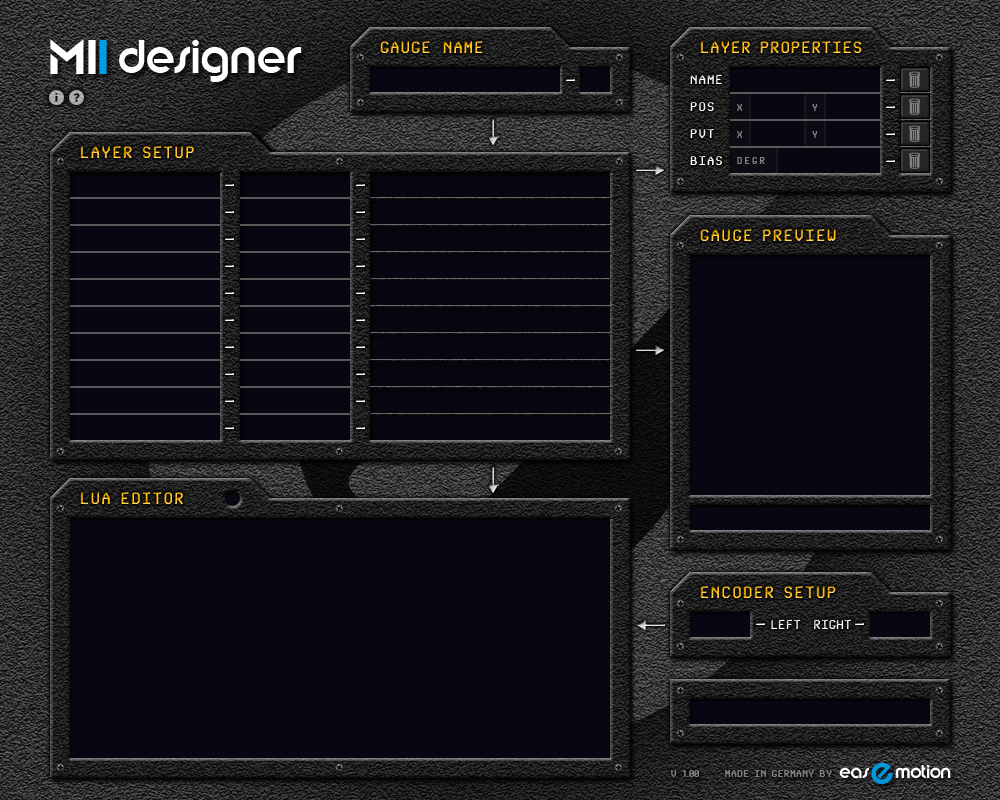 MII designer
i ?
GAUGE NAME
LAYER SETUP
LUA EDITOR
LAYER PROPERTIES
NAME
POS X Y
PVT X Y
BIAS DEGR
GAUGE PREVIEW
ENCODER SETUP
LEFT RIGHT
V 1.00 MADE IN GERMANY BY easemotion